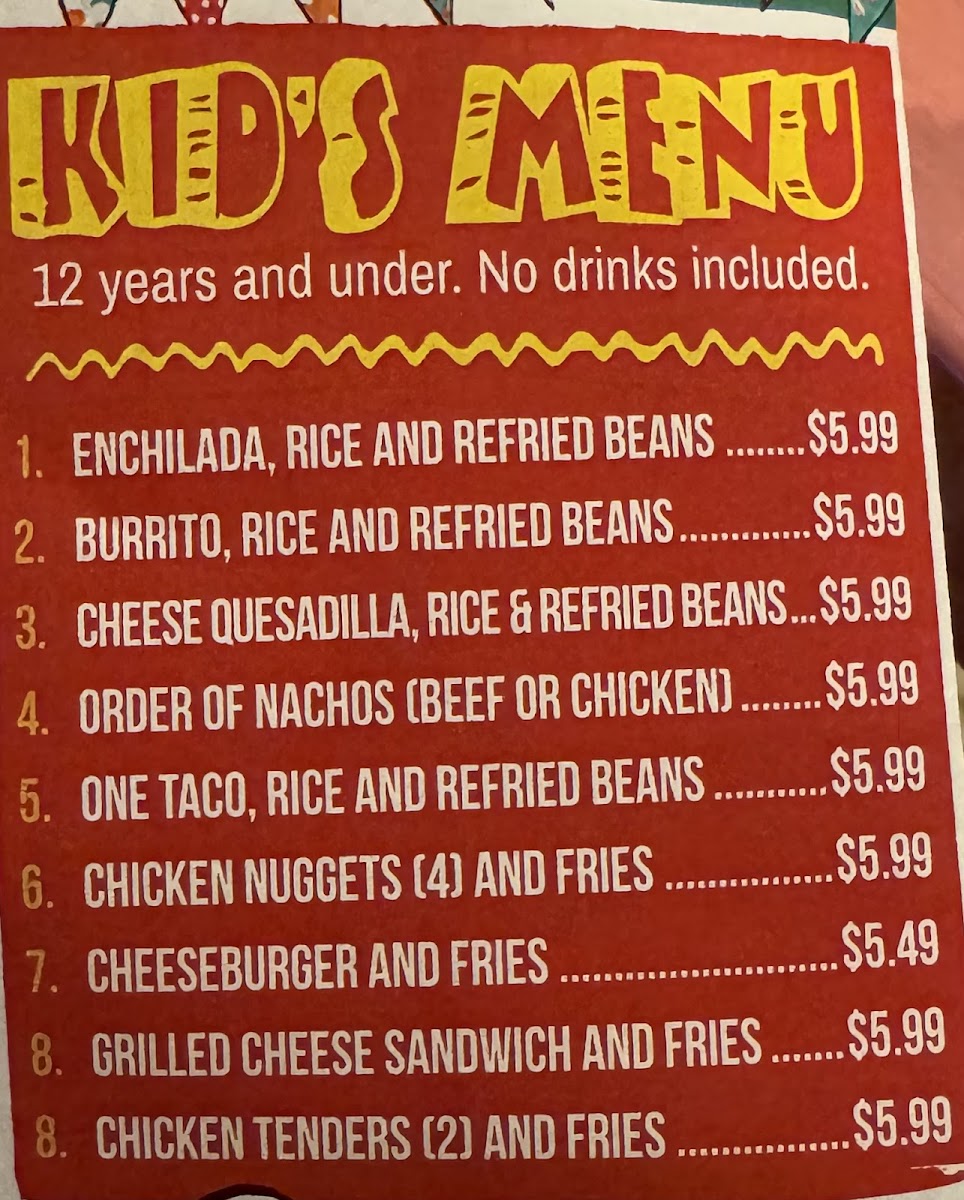 KID'S MENU
12 years and under. No drinks included.
1. ENCHILADA, RICE AND REFRIED BEANS ........$5.99
2. BURRITO, RICE AND REFRIED BEANS.............$5.99
3. CHEESE QUESADILLA, RICE & REFRIED BEANS...$5.99
4. ORDER OF NACHOS (BEEF OR CHICKEN) ........$5.99
5. ONE TACO, RICE AND REFRIED BEANS ...........$5.99
6. CHICKEN NUGGETS (4) AND FRIES ................$5.99
7. CHEESEBURGER AND FRIES ..........................$5.49
8. GRILLED CHEESE SANDWICH AND FRIES .......$5.99
8. CHICKEN TENDERS (2) AND FRIES ................$5.99